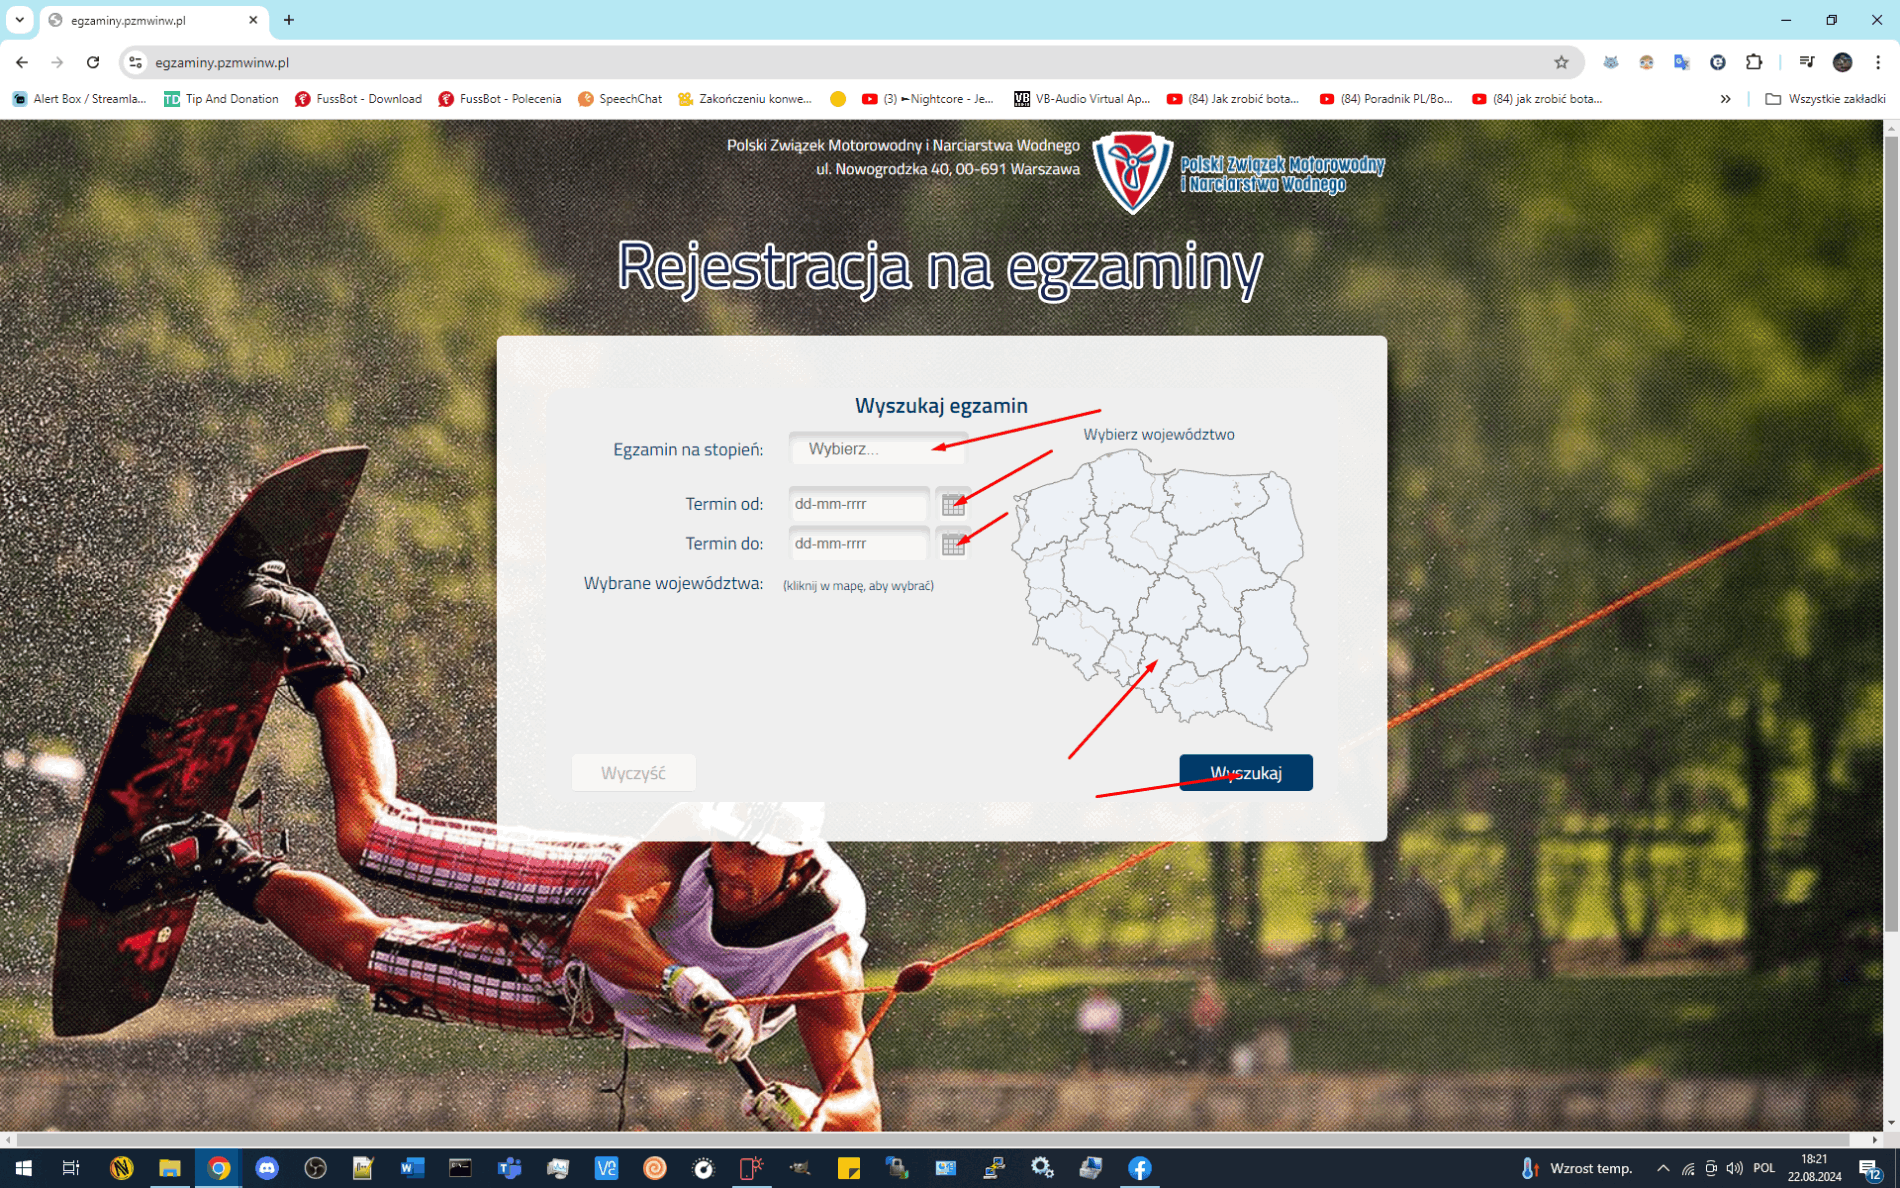 egzaminy.pzmwinw.pl
egzaminy.pzmwinw.pl
Alert Box / Streamla...
TD Tip And Donation
FussBot - Download
FussBot - Polecenia
SpeechChat
Zakończeniu konwe...
(3) ►Nightcore - Je...
VB VB-Audio Virtual Ap...
(84) Jak zrobić bota...
(84) Poradnik PL/Bo...
(84) jak zrobić bota...
Wszystkie zakładki
Polski Związek Motorowodny i Narciarstwa Wodnego
ul. Nowogrodzka 40, 00-691 Warszawa
Polski Związek Motorowodny
i Narciarstwa Wodnego
Rejestracja na egzaminy
Wyszukaj egzamin
Egzamin na stopień:
Wybierz...
Wybierz województwo
Termin od:
dd-mm-rrrr
Termin do:
dd-mm-rrrr
Wybrane województwa:
(kliknij w mapę, aby wybrać)
Wyczyść
Wyszukaj
Wzrost temp.
POL
18:21
22.08.2024
12